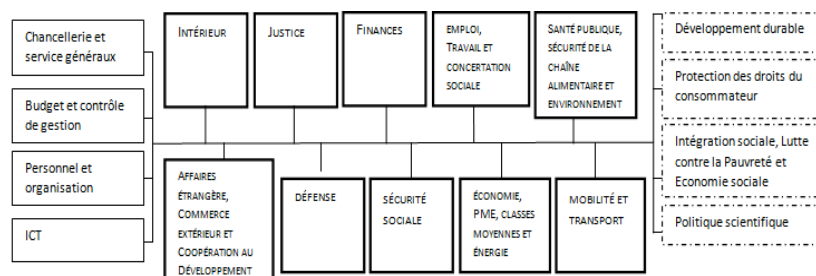 Chancellerie et
service généraux
Budget et contrôle
de gestion
Personnel et
organisation
ICT
INTÉRIEUR
JUSTICE
FINANCES
EMPLOI,
TRAVAIL ET
CONCERTATION
SOCIALE
SANTÉ PUBLIQUE,
SÉCURITÉ DE LA
CHAÎNE
ALIMENTAIRE ET
ENVIRONNEMENT
AFFAIRES
ÉTRANGÈRE,
COMMERCE
EXTÉRIEUR ET
COOPÉRATION AU
DÉVELOPPEMENT
DÉFENSE
SÉCURITÉ
SOCIALE
ÉCONOMIE,
PME, CLASSES
MOYENNES ET
ÉNERGIE
MOBILITÉ ET
TRANSPORT
Développement durable
Protection des droits du
consommateur
Intégration sociale, Lutte
contre la Pauvreté et
Economie sociale
Politique scientifique